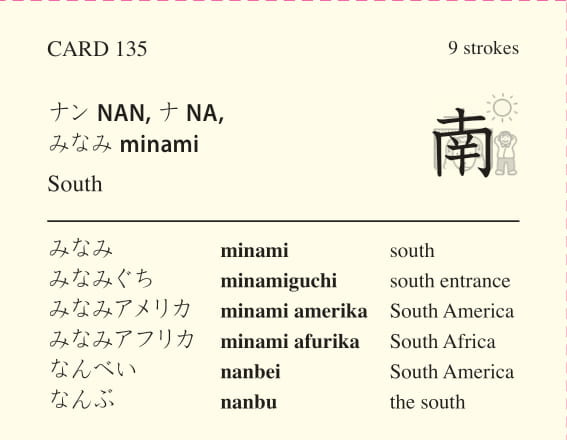 CARD 135 9 strokes
ナン NAN, ナ NA,
みなみ minami
South
南
みなみ minami south
みなみぐち minamiguchi south entrance
みなみアメリカ minami amerika South America
みなみアフリカ minami afurika South Africa
なんべい nanbei South America
なんぶ nanbu the south